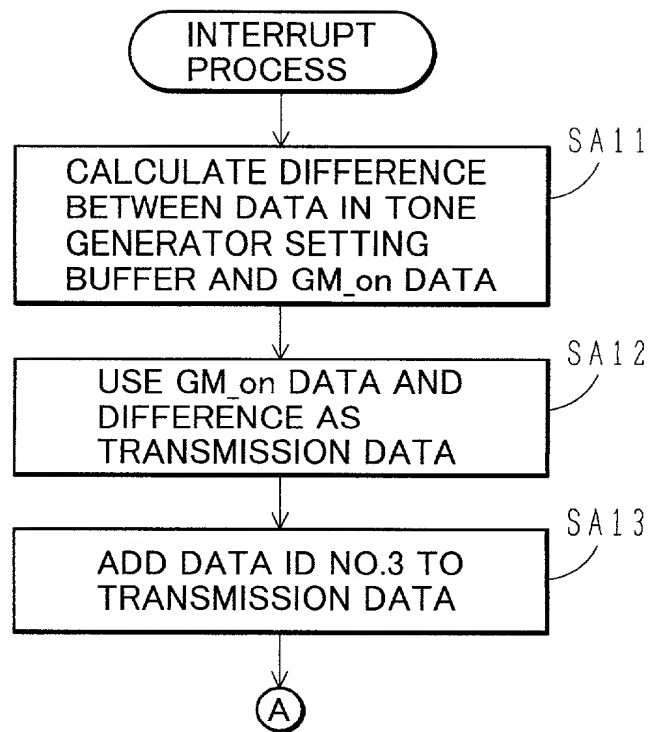 INTERRUPT
PROCESS
SA11
CALCULATE DIFFERENCE
BETWEEN DATA IN TONE
GENERATOR SETTING
BUFFER AND GM_on DATA
SA12
USE GM_on DATA AND
DIFFERENCE AS
TRANSMISSION DATA
SA13
ADD DATA ID NO.3 TO
TRANSMISSION DATA
A